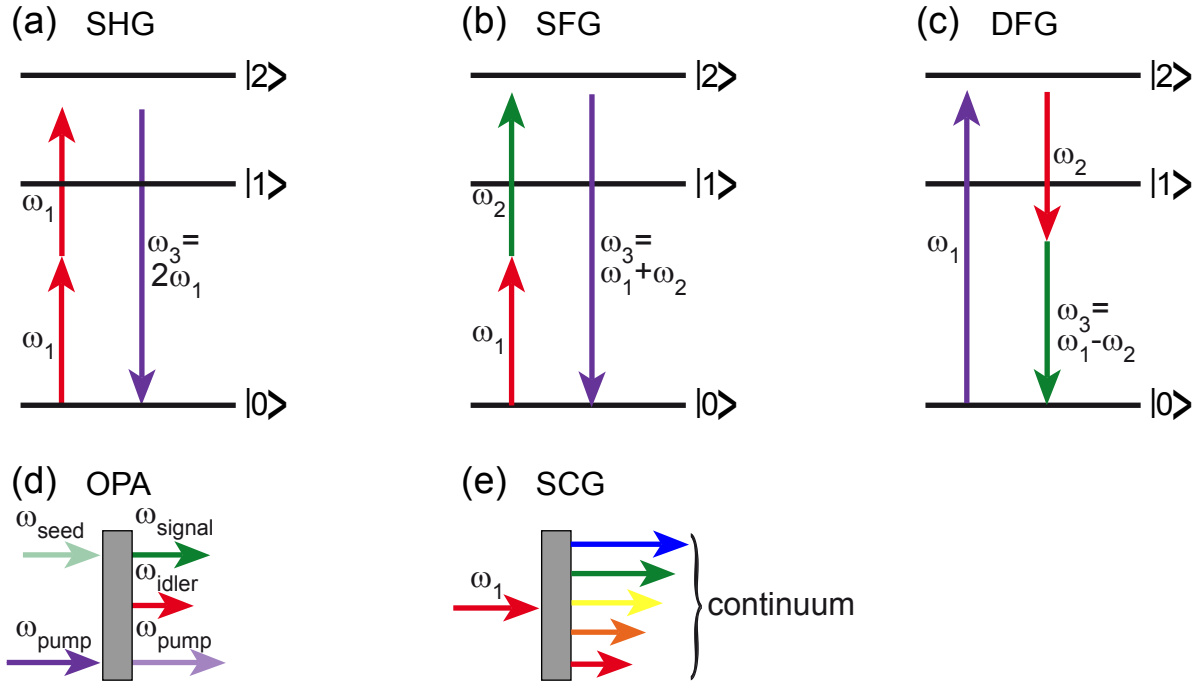 (a) SHG
|2>
|1>
ω1
ω3=
2ω1
ω1
|0>
(b) SFG
|2>
|1>
ω2
ω3=
ω1+ω2
ω1
|0>
(c) DFG
|2>
ω2
|1>
ω1
ω3=
ω1-ω2
|0>
(d) OPA
ωseed
ωsignal
ωidler
ωpump
ωpump
(e) SCG
ω1
continuum